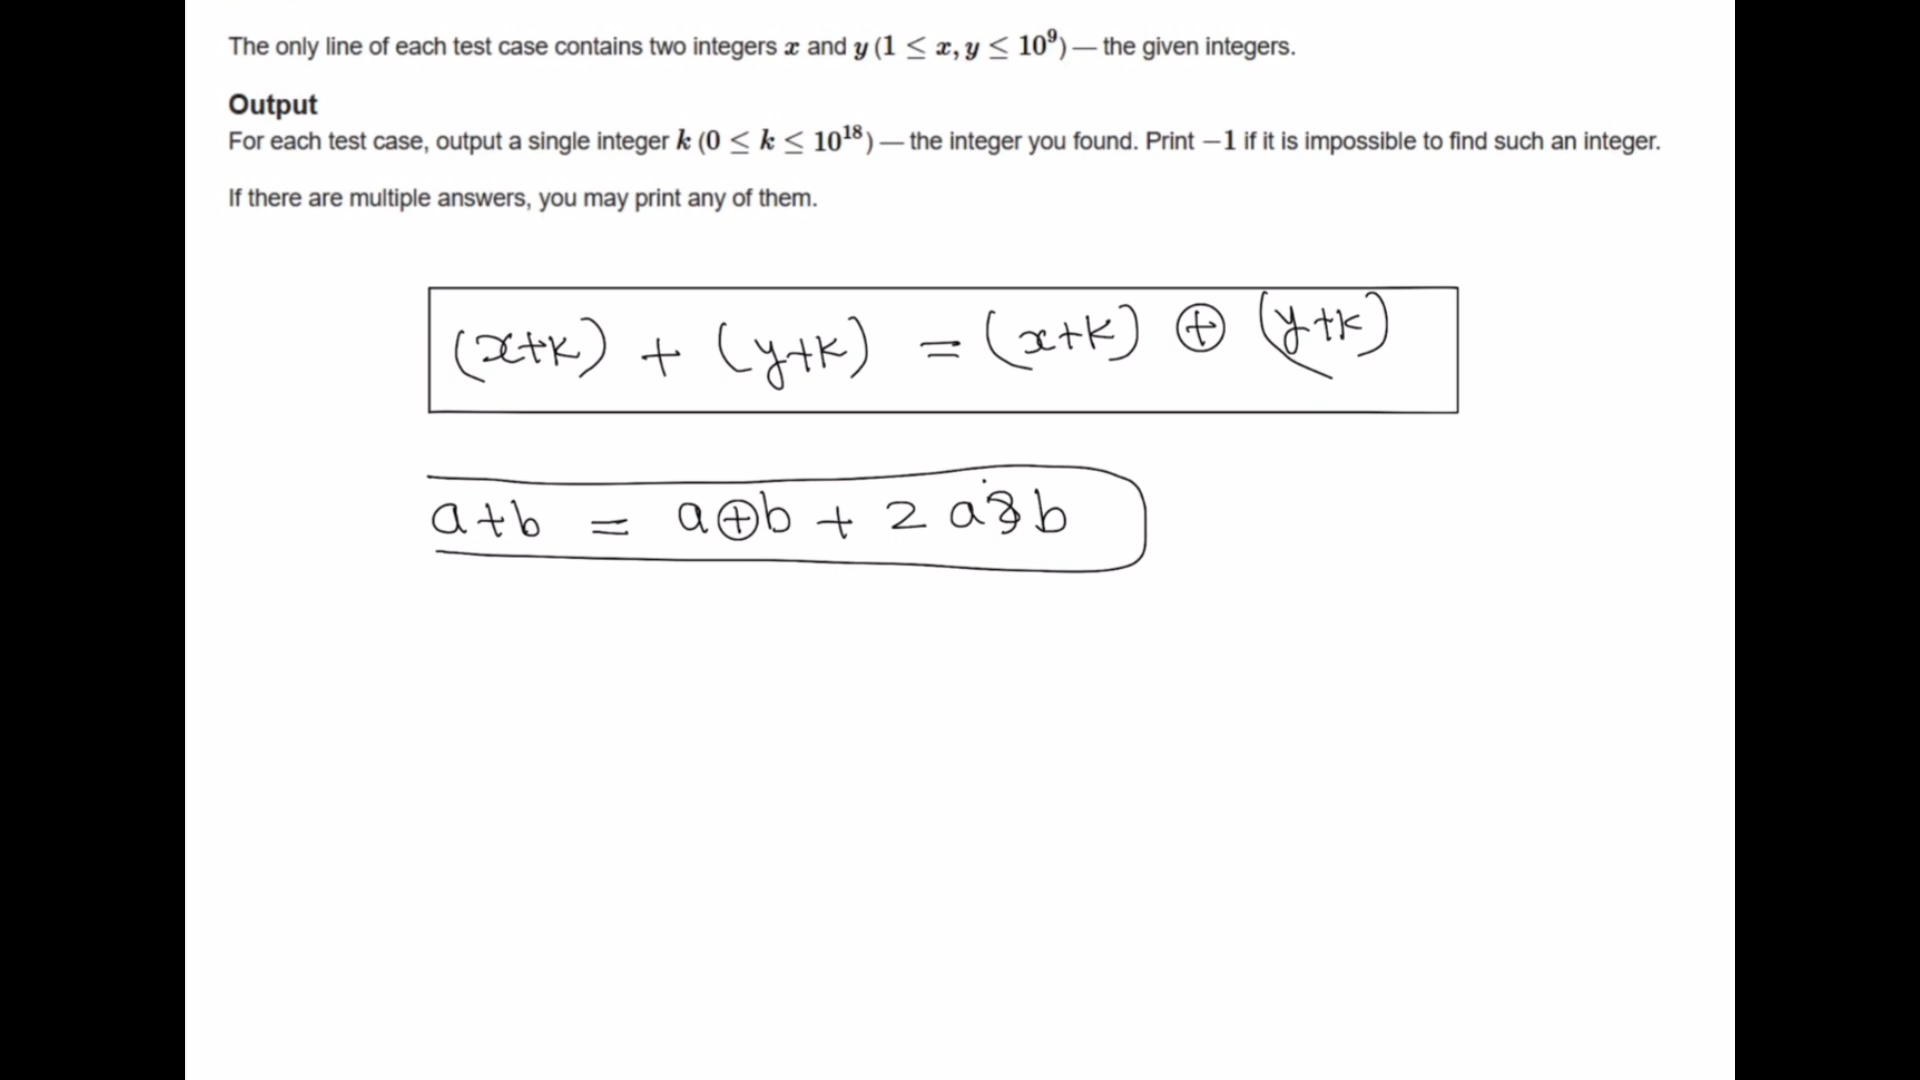 The only line of each test case contains two integers x and y (1 ≤ x, y ≤ 10⁹) — the given integers.
Output
For each test case, output a single integer k (0 ≤ k ≤ 10¹⁸) — the integer you found. Print −1 if it is impossible to find such an integer.
If there are multiple answers, you may print any of them.
(x+k) + (y+k) = (x+k) ⊕ (y+k)
a+b = a⊕b + 2 a&b